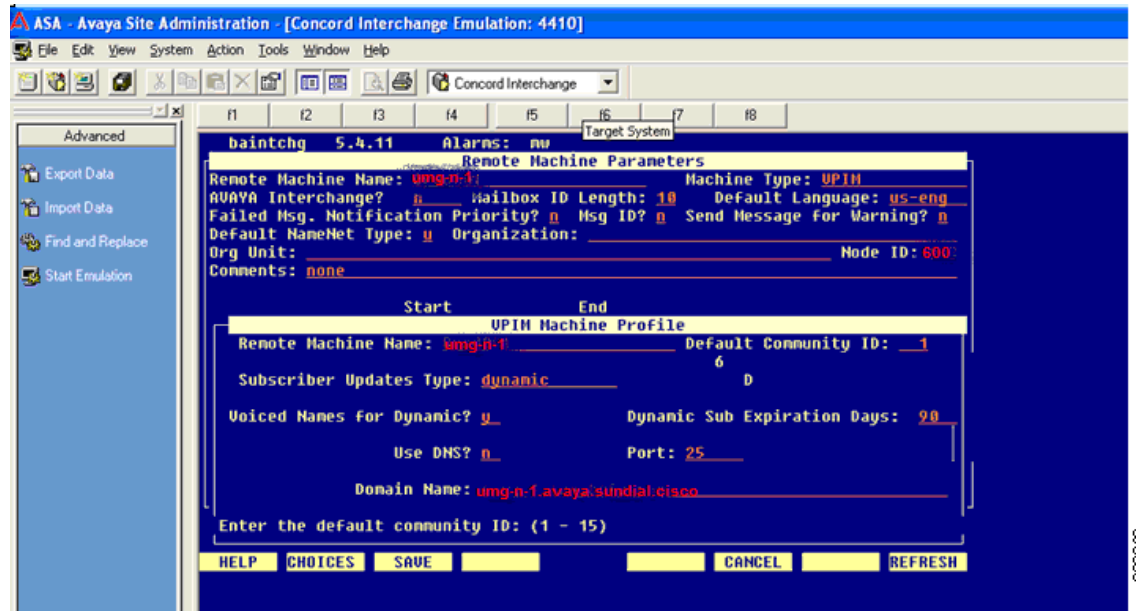 ASA - Avaya Site Administration - [Concord Interchange Emulation: 4410]
File Edit View System Action Tools Window Help
Concord Interchange
f1 f2 f3 f4 f5 f6 f7 f8
Target System
Advanced
Export Data
Import Data
Find and Replace
Start Emulation
baintchg 5.4.11 Alarms: mw
Remote Machine Parameters
Remote Machine Name: umg-n-1 Machine Type: VPIM
AVAYA Interchange? n Mailbox ID Length: 10 Default Language: us-eng
Failed Msg. Notification Priority? n Msg ID? n Send Message for Warning? n
Default NameNet Type: u Organization:
Org Unit: Node ID: 600
Comments: none
Start End
VPIM Machine Profile
Remote Machine Name: umg-n-1 Default Community ID: 1
6
Subscriber Updates Type: dynamic D
Voiced Names for Dynamic? y Dynamic Sub Expiration Days: 90
Use DNS? n Port: 25
Domain Name: umg-n-1.avaya.sundial.cisco
Enter the default community ID: (1 - 15)
HELP CHOICES SAVE CANCEL REFRESH